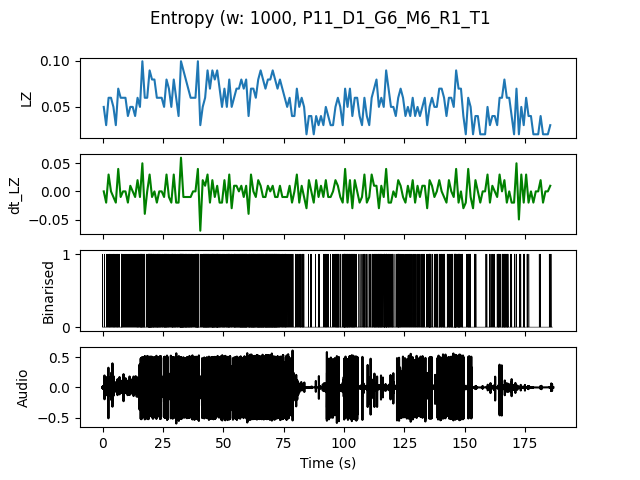 Entropy (w: 1000, P11_D1_G6_M6_R1_T1
LZ
0.10
0.05
dt_LZ
0.05
0.00
−0.05
Binarised
1
0
Audio
0.5
0.0
−0.5
0 25 50 75 100 125 150 175
Time (s)